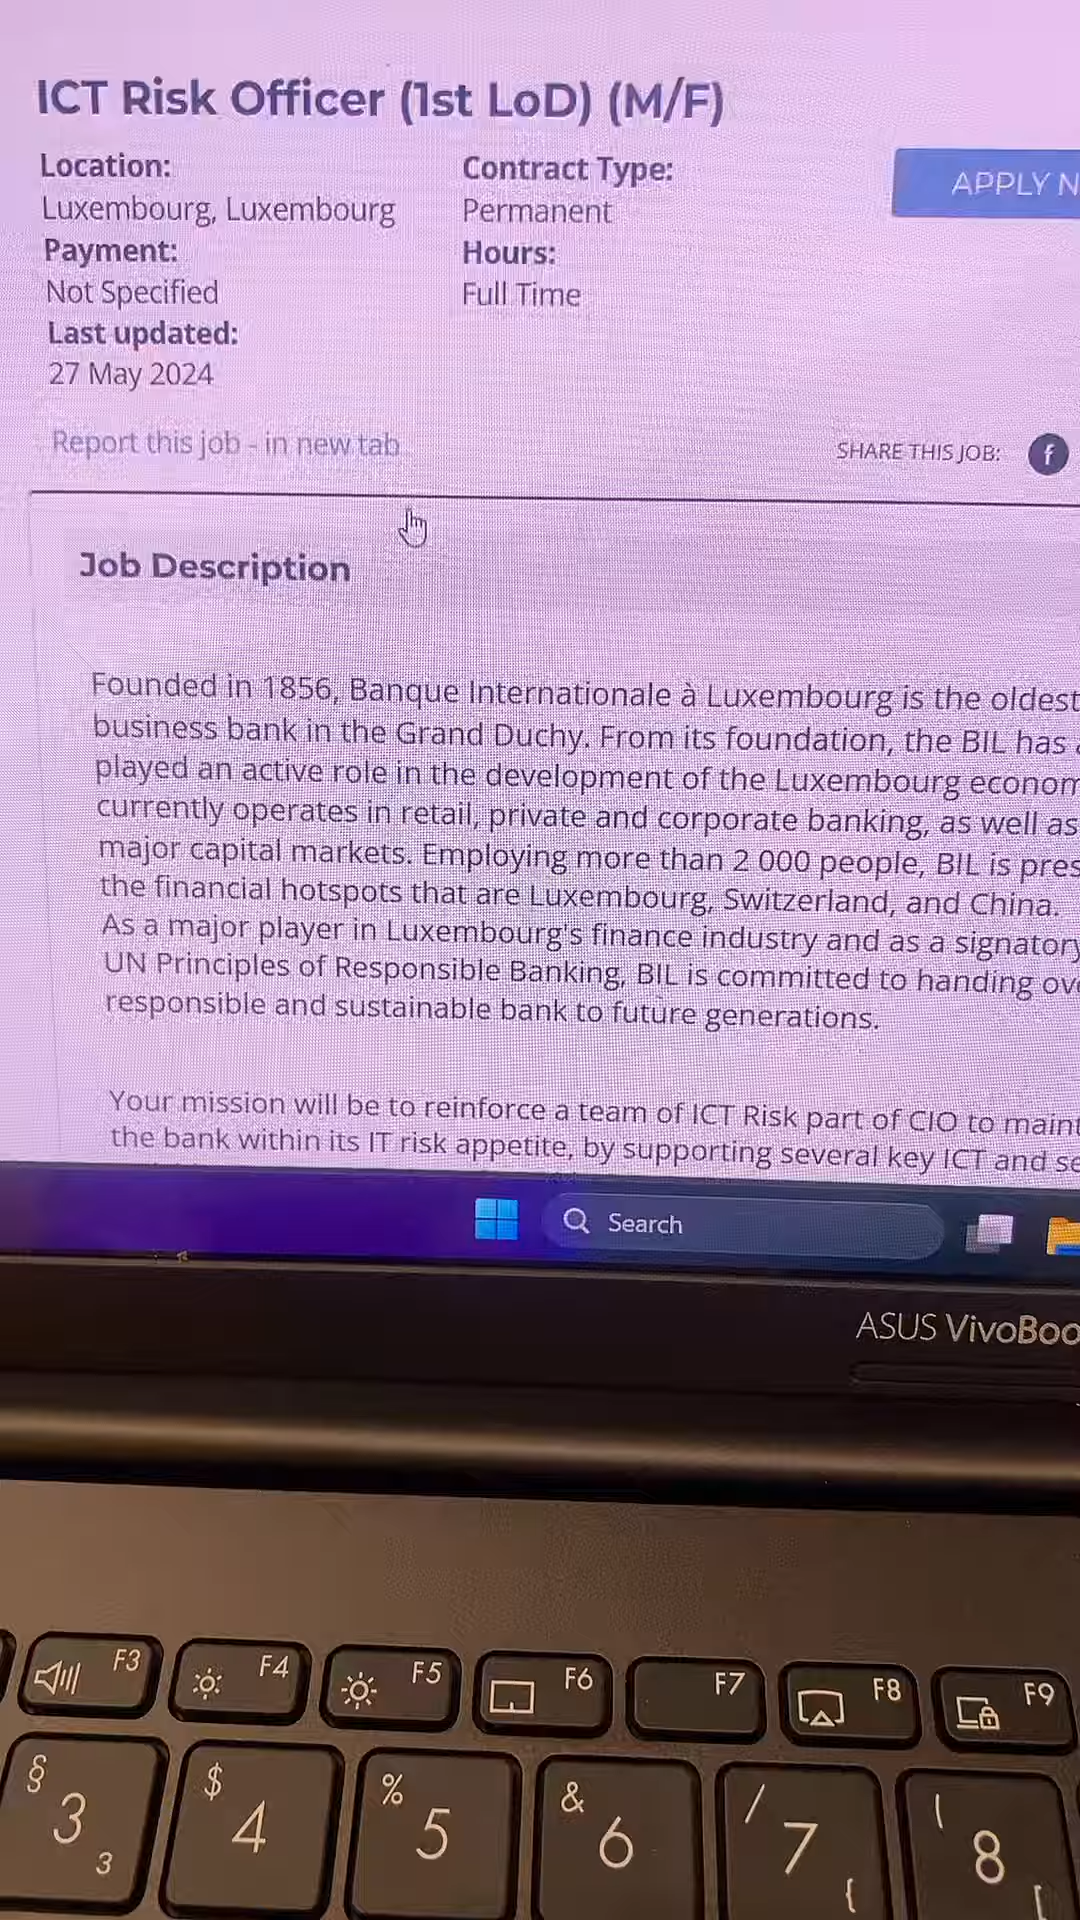 ICT Risk Officer (1st LoD) (M/F)
Location:
Luxembourg, Luxembourg
Payment:
Not Specified
Last updated:
27 May 2024
Contract Type:
Permanent
Hours:
Full Time
APPLY N
Report this job - in new tab
SHARE THIS JOB:
f
Job Description
Founded in 1856, Banque Internationale à Luxembourg is the oldest
business bank in the Grand Duchy. From its foundation, the BIL has a
played an active role in the development of the Luxembourg econom
currently operates in retail, private and corporate banking, as well as
major capital markets. Employing more than 2 000 people, BIL is pres
the financial hotspots that are Luxembourg, Switzerland, and China.
As a major player in Luxembourg's finance industry and as a signatory
UN Principles of Responsible Banking, BIL is committed to handing ove
responsible and sustainable bank to future generations.
Your mission will be to reinforce a team of ICT Risk part of CIO to maint
the bank within its IT risk appetite, by supporting several key ICT and se
Search
ASUS VivoBoo
F3 F4 F5 F6 F7 F8 F9
§ $ % & / (
3 4 5 6 7 8
3 { [